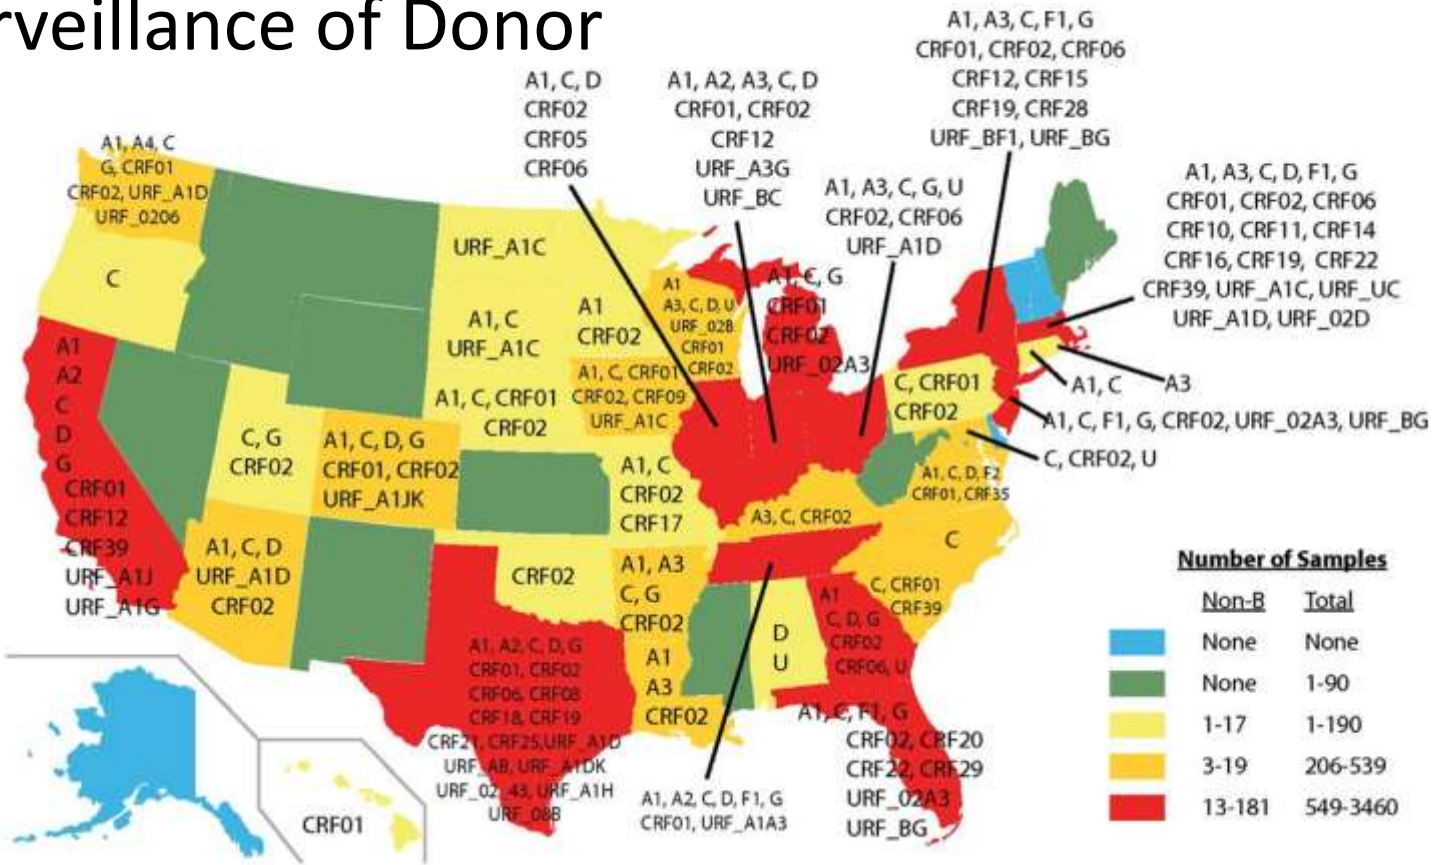 rveillance of Donor
A1, A3, C, F1, G
CRF01, CRF02, CRF06
CRF12, CRF15
CRF19, CRF28
URF_BF1, URF_BG
A1, C, D
CRF02
CRF05
CRF06
A1, A2, A3, C, D
CRF01, CRF02
CRF12
URF_A3G
URF_BC
A1, A3, C, G, U
CRF02, CRF06
URF_A1D
A1, A3, C, D, F1, G
CRF01, CRF02, CRF06
CRF10, CRF11, CRF14
CRF16, CRF19, CRF22
CRF39, URF_A1C, URF_UC
URF_A1D, URF_02D
A1, A4, C
G, CRF01
CRF02, URF_A1D
URF_0206
C
URF_A1C
A1, C
URF_A1C
A1
CRF02
A1
A3, C, D, U
URF_02B
CRF01
CRF02
A1, C, G
CRF01
CRF02
URF_02A3
A1, C, CRF01
CRF02
A1, C, CRF01
CRF02, CRF09
URF_A1C
C, CRF01
CRF02
A1, C
A3
A1, C, F1, G, CRF02, URF_02A3, URF_BG
C, CRF02, U
A1, C, D, F2
CRF01, CRF35
A1
A2
C
D
G
CRF01
CRF12
CRF39
URF_A1J
URF_A1G
C, G
CRF02
A1, C, D, G
CRF01, CRF02
URF_A1JK
A1, C
CRF02
CRF17
A3, C, CRF02
C
C, CRF01
CRF39
A1, C, D
URF_A1D
CRF02
CRF02
A1, A3
C, G
CRF02
A1
A3
CRF02
D
U
A1
C, D, G
CRF02
CRF06, U
A1, A2, C, D, G
CRF01, CRF02
CRF06, CRF08
CRF18, CRF19
CRF21, CRF25,URF_A1D
URF_AB, URF_A1DK
URF_02_43, URF_A1H
URF_08B
A1, A2, C, D, F1, G
CRF01, URF_A1A3
A1, C, F1, G
CRF02, CRF20
CRF22, CRF29
URF_02A3
URF_BG
CRF01
Number of Samples
Non-B Total
None None
None 1-90
1-17 1-190
3-19 206-539
13-181 549-3460